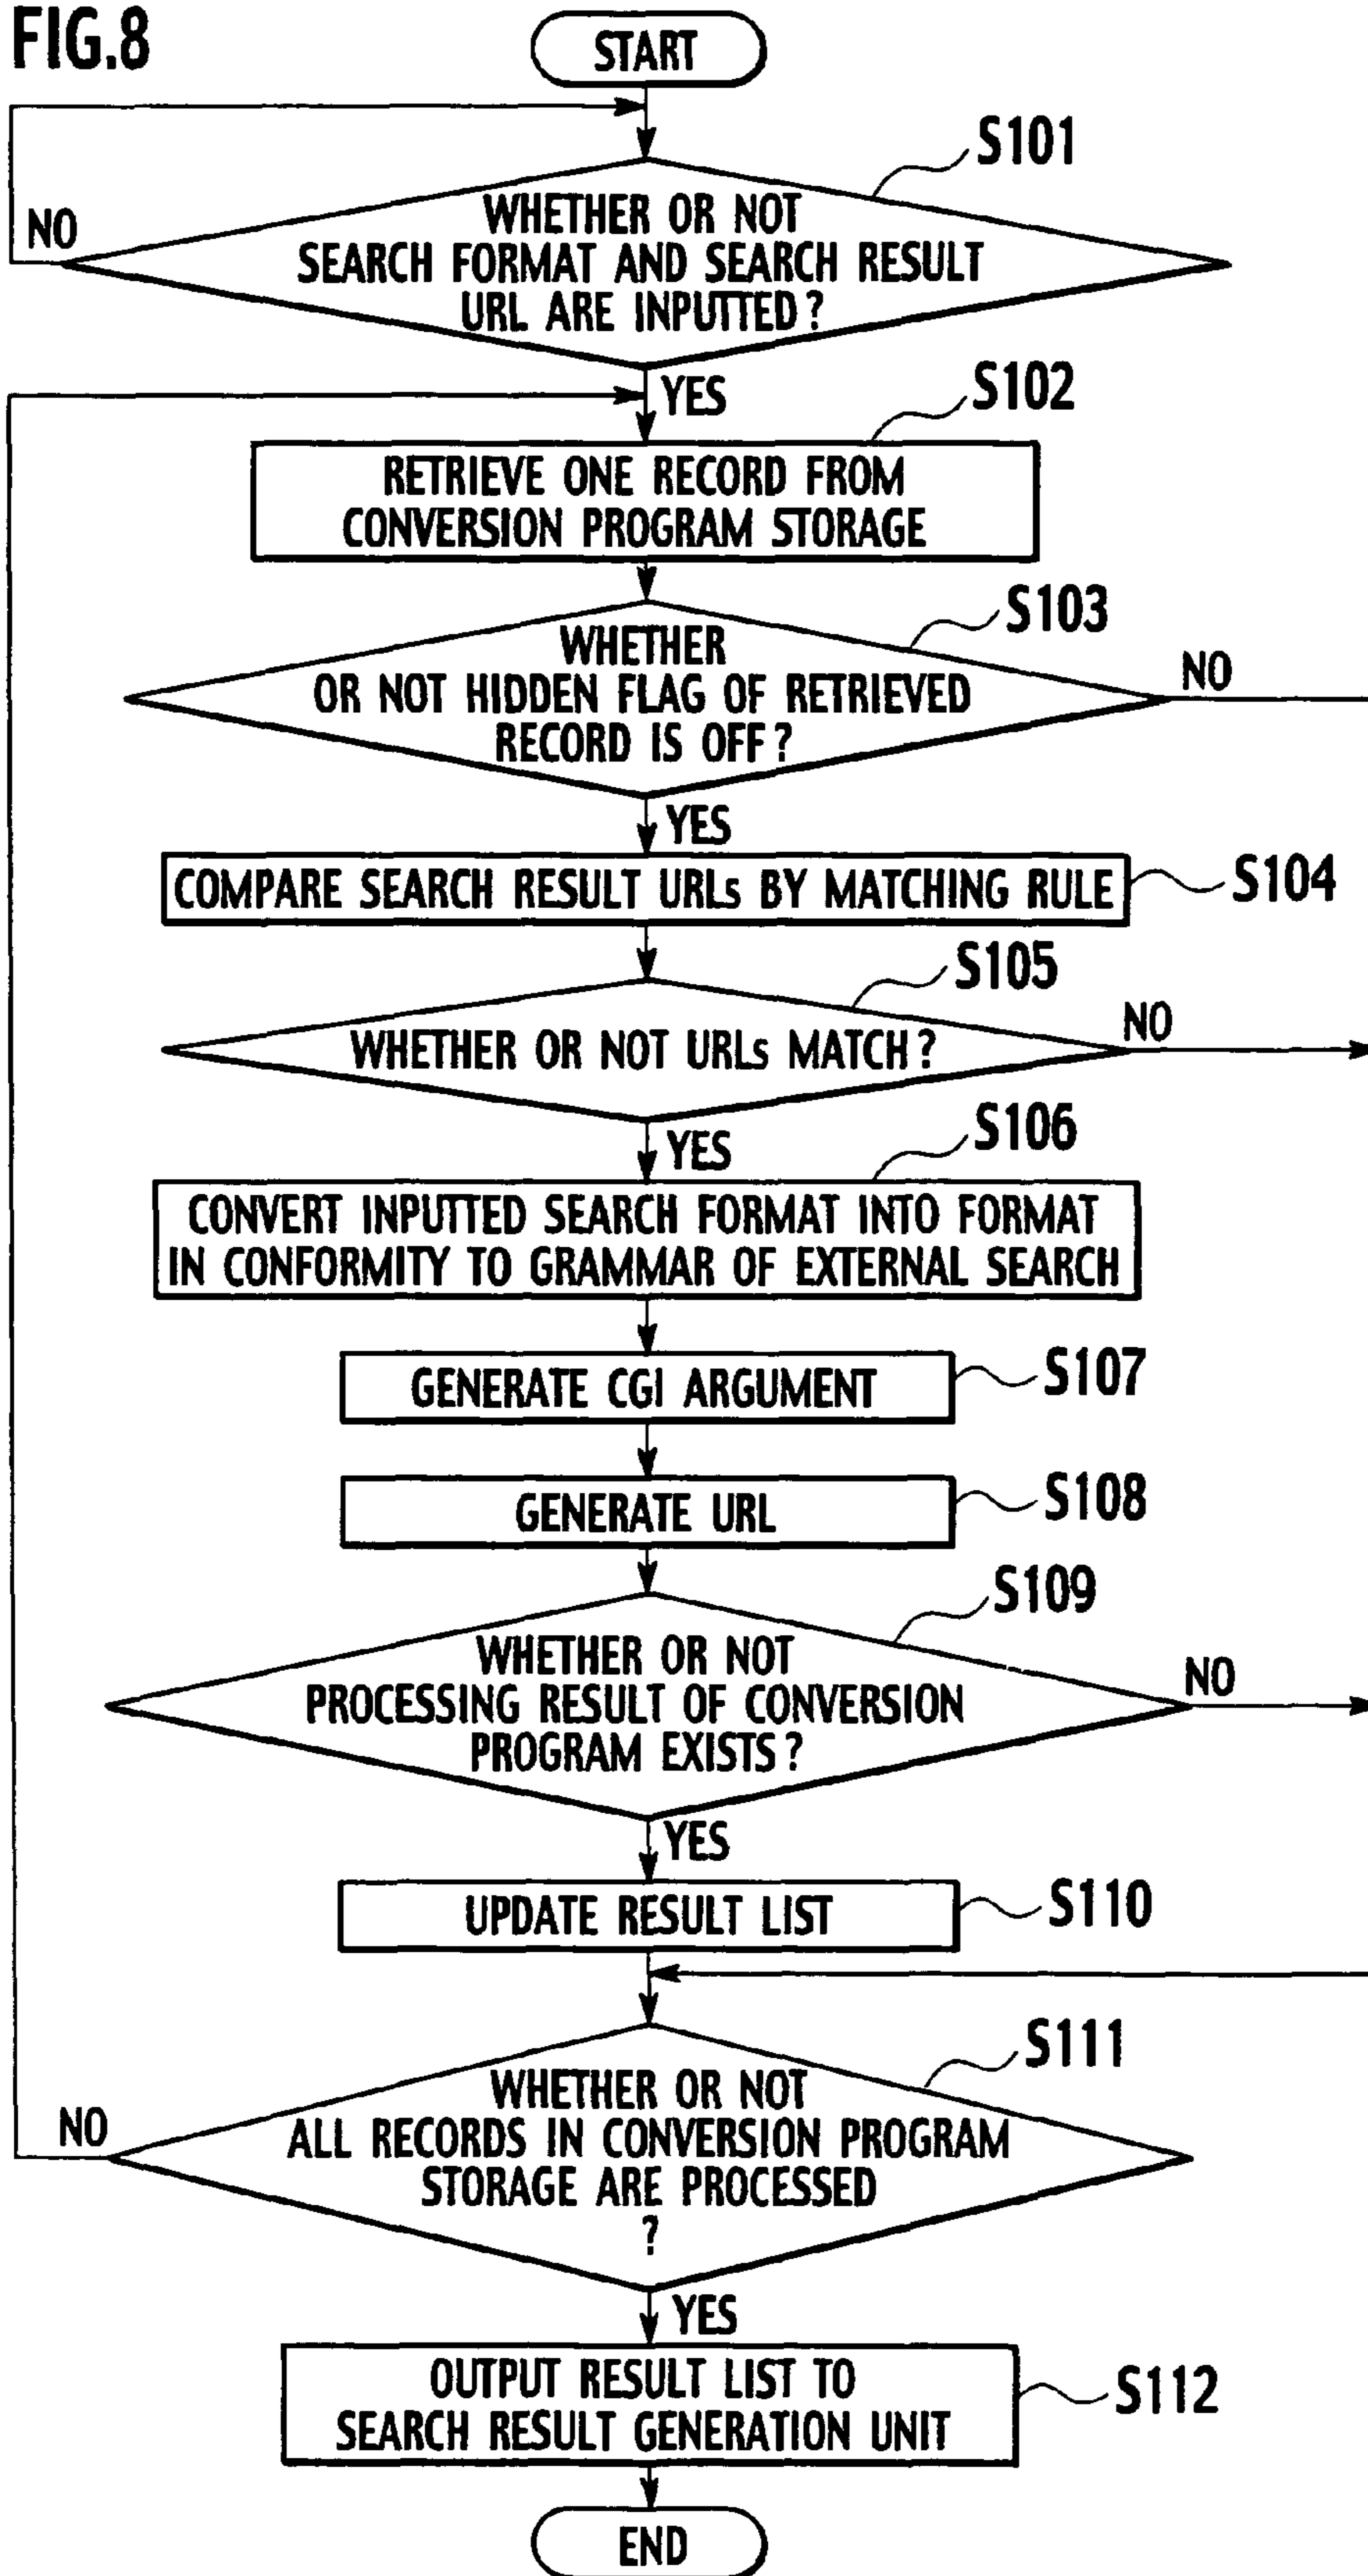 FIG.8
START
S101
WHETHER OR NOT
SEARCH FORMAT AND SEARCH RESULT
URL ARE INPUTTED?
NO
YES
S102
RETRIEVE ONE RECORD FROM
CONVERSION PROGRAM STORAGE
S103
WHETHER
OR NOT HIDDEN FLAG OF RETRIEVED
RECORD IS OFF?
NO
YES
COMPARE SEARCH RESULT URLs BY MATCHING RULE
S104
S105
WHETHER OR NOT URLs MATCH?
NO
YES
S106
CONVERT INPUTTED SEARCH FORMAT INTO FORMAT
IN CONFORMITY TO GRAMMAR OF EXTERNAL SEARCH
GENERATE CGI ARGUMENT
S107
GENERATE URL
S108
S109
WHETHER OR NOT
PROCESSING RESULT OF CONVERSION
PROGRAM EXISTS?
NO
YES
UPDATE RESULT LIST
S110
S111
WHETHER OR NOT
ALL RECORDS IN CONVERSION PROGRAM
STORAGE ARE PROCESSED
?
NO
YES
OUTPUT RESULT LIST TO
SEARCH RESULT GENERATION UNIT
S112
END